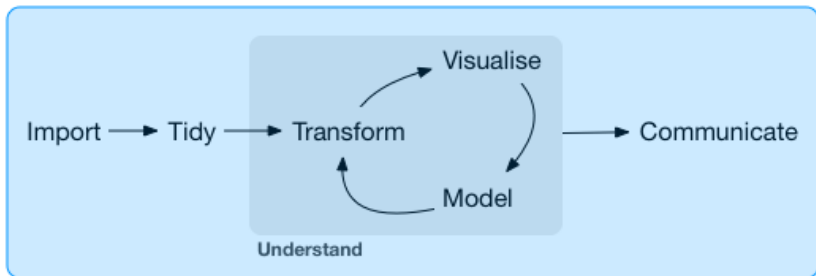 Visualise
Import
Tidy
Transform
Communicate
Model
Understand